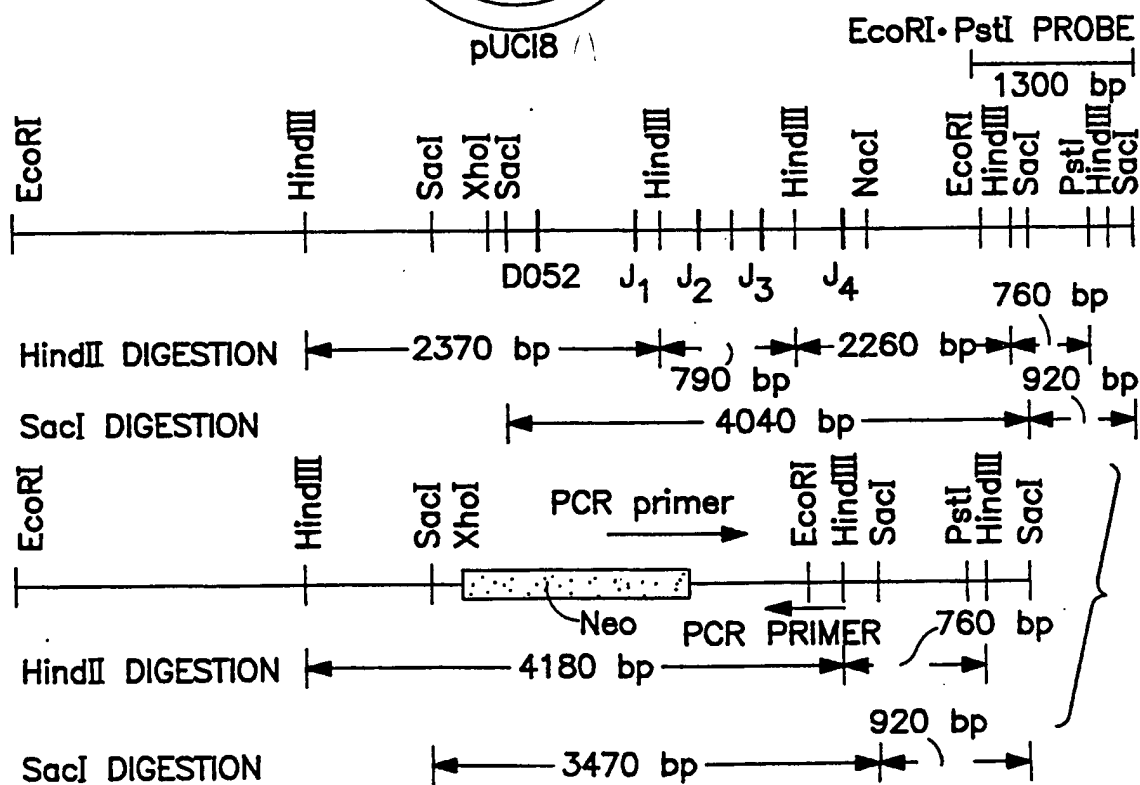 pUCI8
EcoRI•PstI PROBE
1300 bp
EcoRI HindIII SacI XhoI SacI HindIII HindIII NacI EcoRI HindIII SacI PstI HindIII SacI
D052 J1 J2 J3 J4
760 bp
HindII DIGESTION 2370 bp 790 bp 2260 bp
920 bp
SacI DIGESTION 4040 bp
EcoRI HindIII SacI XhoI PCR primer EcoRI HindIII SacI PstI HindIII SacI
Neo PCR PRIMER 760 bp
HindII DIGESTION 4180 bp
920 bp
SacI DIGESTION 3470 bp